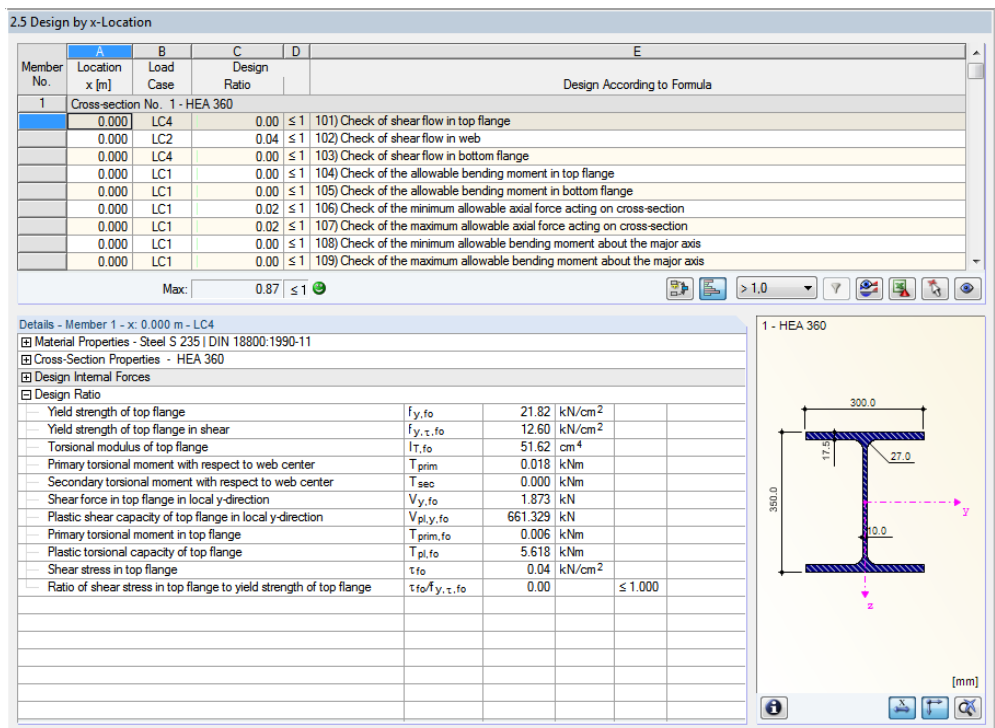 2.5 Design by x-Location
A B C D E
Member Location Load Design
No. x [m] Case Ratio Design According to Formula
1 Cross-section No. 1 - HEA 360
0.000 LC4 0.00 ≤ 1 101) Check of shear flow in top flange
0.000 LC2 0.04 ≤ 1 102) Check of shear flow in web
0.000 LC4 0.00 ≤ 1 103) Check of shear flow in bottom flange
0.000 LC1 0.00 ≤ 1 104) Check of the allowable bending moment in top flange
0.000 LC1 0.00 ≤ 1 105) Check of the allowable bending moment in bottom flange
0.000 LC1 0.02 ≤ 1 106) Check of the minimum allowable axial force acting on cross-section
0.000 LC1 0.02 ≤ 1 107) Check of the maximum allowable axial force acting on cross-section
0.000 LC1 0.00 ≤ 1 108) Check of the minimum allowable bending moment about the major axis
0.000 LC1 0.00 ≤ 1 109) Check of the maximum allowable bending moment about the major axis
Max: 0.87 ≤ 1
> 1,0
Details - Member 1 - x: 0.000 m - LC4
Material Properties - Steel S 235 | DIN 18800:1990-11
Cross-Section Properties - HEA 360
Design Internal Forces
Design Ratio
Yield strength of top flange fy,fo 21.82 kN/cm2
Yield strength of top flange in shear fy,τ,fo 12.60 kN/cm2
Torsional modulus of top flange IT,fo 51.62 cm4
Primary torsional moment with respect to web center Tprim 0.018 kNm
Secondary torsional moment with respect to web center Tsec 0.000 kNm
Shear force in top flange in local y-direction Vy,fo 1.873 kN
Plastic shear capacity of top flange in local y-direction Vpl,y,fo 661.329 kN
Primary torsional moment in top flange Tprim,fo 0.006 kNm
Plastic torsional capacity of top flange Tpl,fo 5.618 kNm
Shear stress in top flange τfo 0.04 kN/cm2
Ratio of shear stress in top flange to yield strength of top flange τfo/fy,τ,fo 0.00 ≤ 1.000
1 - HEA 360
300.0
17.5
27.0
350.0
y
10.0
z
[mm]